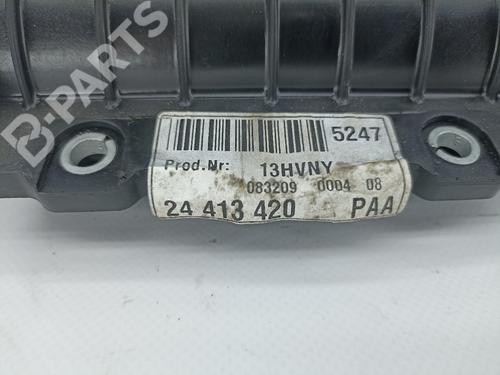 B-PARTS
5247
Prod.Nr: 13HVNY
083209 0004 08
24 413 420 PAA